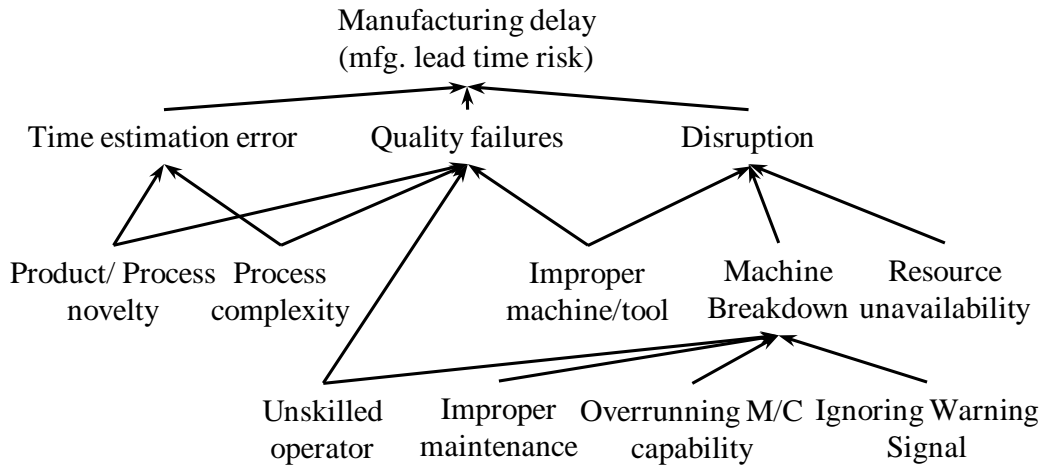 Manufacturing delay
(mfg. lead time risk)
Time estimation error
Quality failures
Disruption
Product/ Process
novelty
Process
complexity
Improper
machine/tool
Machine
Breakdown
Resource
unavailability
Unskilled
operator
Improper
maintenance
Overrunning M/C
capability
Ignoring Warning
Signal